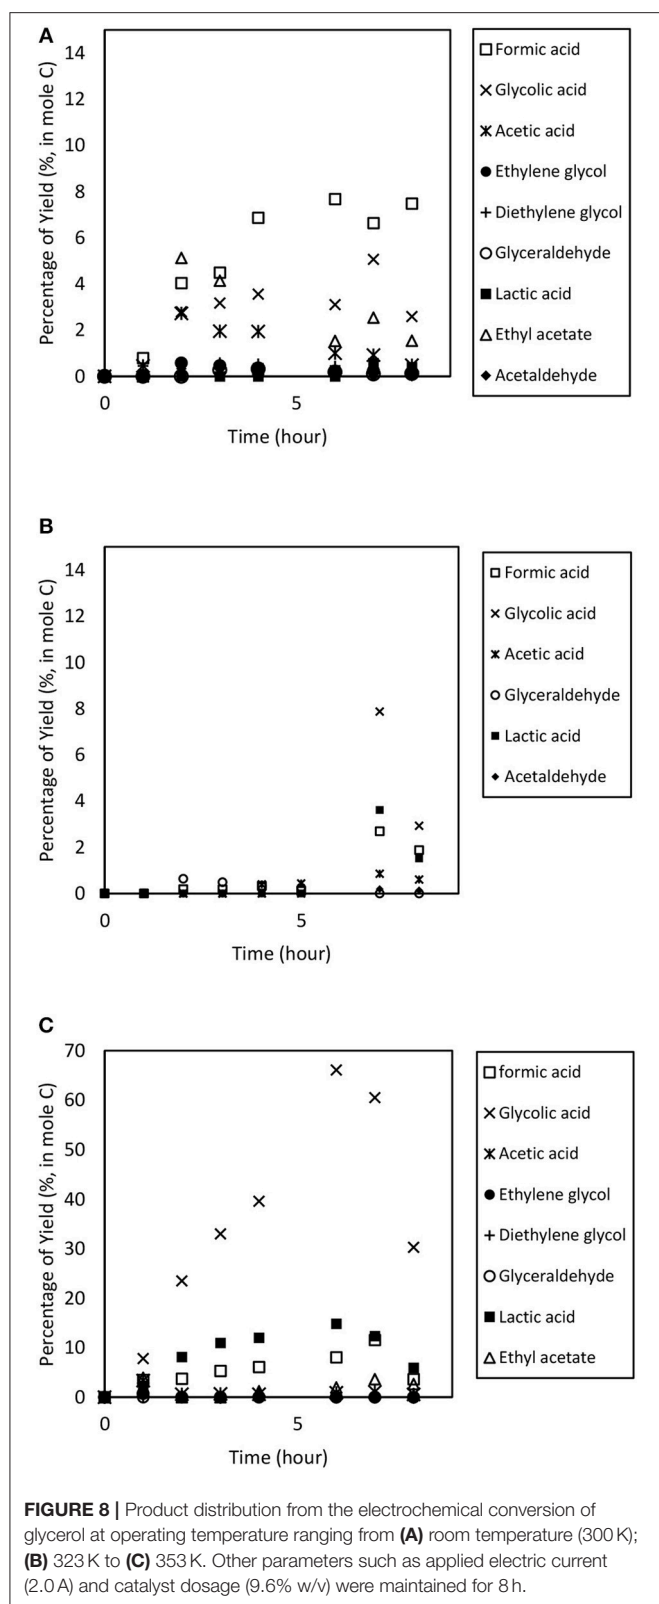 A
Percentage of Yield (%, in mole C)
14
12
10
8
6
4
2
0
0
5
Time (hour)
Formic acid
Glycolic acid
Acetic acid
Ethylene glycol
Diethylene glycol
Glyceraldehyde
Lactic acid
Ethyl acetate
Acetaldehyde
B
Percentage of Yield (%, in mole C)
14
12
10
8
6
4
2
0
0
5
Time (hour)
Formic acid
Glycolic acid
Acetic acid
Glyceraldehyde
Lactic acid
Acetaldehyde
C
Percentage of Yield (%, in mole C)
70
60
50
40
30
20
10
0
0
5
Time (hour)
formic acid
Glycolic acid
Acetic acid
Ethylene glycol
Diethylene glycol
Glyceraldehyde
Lactic acid
Ethyl acetate
FIGURE 8 | Product distribution from the electrochemical conversion of
glycerol at operating temperature ranging from (A) room temperature (300 K);
(B) 323 K to (C) 353 K. Other parameters such as applied electric current
(2.0 A) and catalyst dosage (9.6% w/v) were maintained for 8 h.